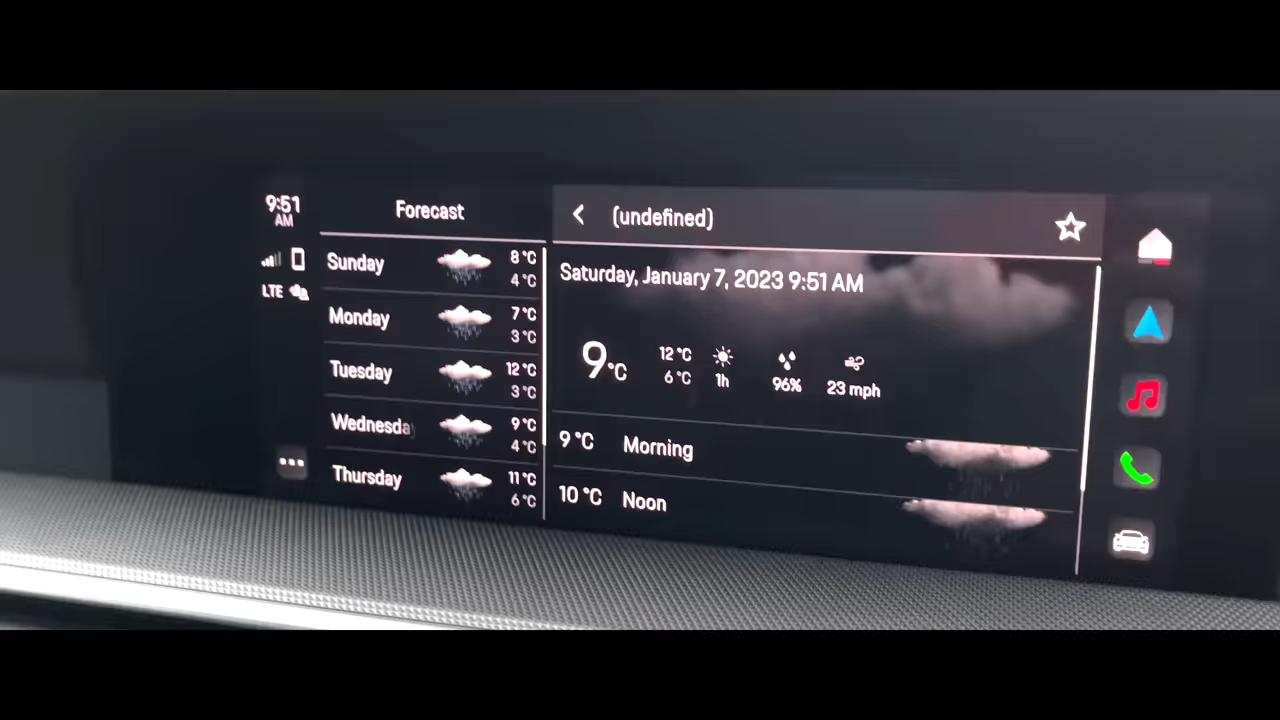 9:51
AM
LTE
Forecast
Sunday
8 °C
4 °C
Monday
7 °C
3 °C
Tuesday
12 °C
3 °C
Wednesda
9 °C
4 °C
Thursday
11 °C
6 °C
(undefined)
Saturday, January 7, 2023 9:51 AM
9 °C
12 °C
6 °C
1h
96%
23 mph
9 °C Morning
10 °C Noon